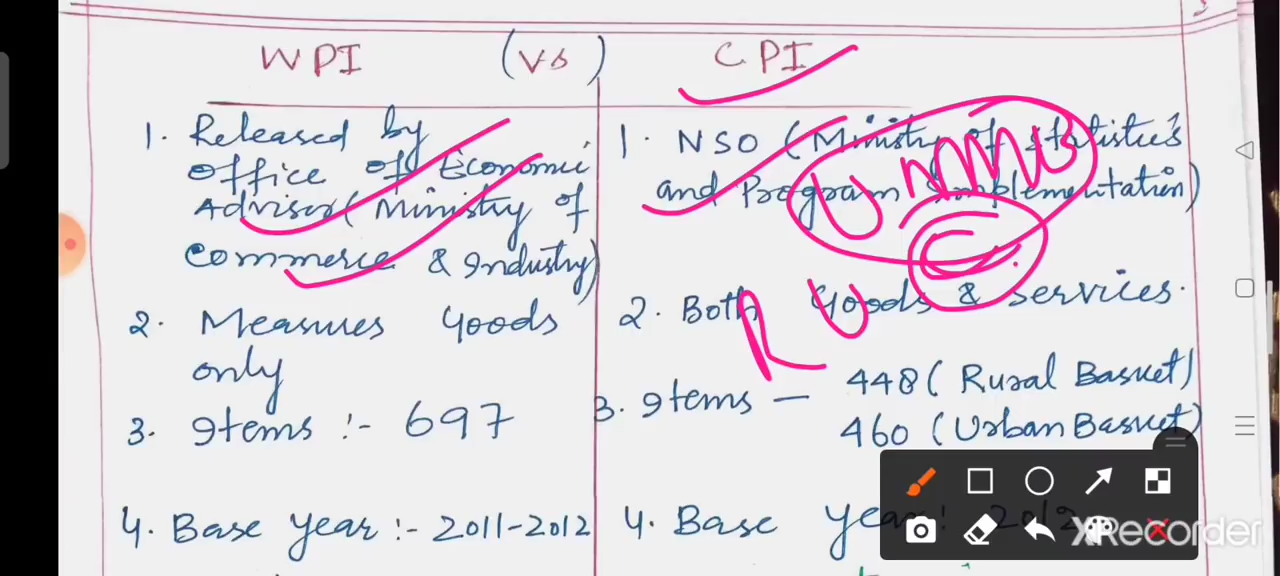 WPI (Vs) CPI
1. Released by
Office of Economic
Advisor (Ministry of
Commerce & Industry)
1. NSO (Ministry of Statistics
and Program Implementation)
2. Measures Goods
only
2. Both Goods & Services.
3. Items :- 697
3. Items — 448 (Rural Basket)
460 (Urban Basket)
4. Base Year :- 2011-2012
4. Base Year : 2012
R U C
XRecorder